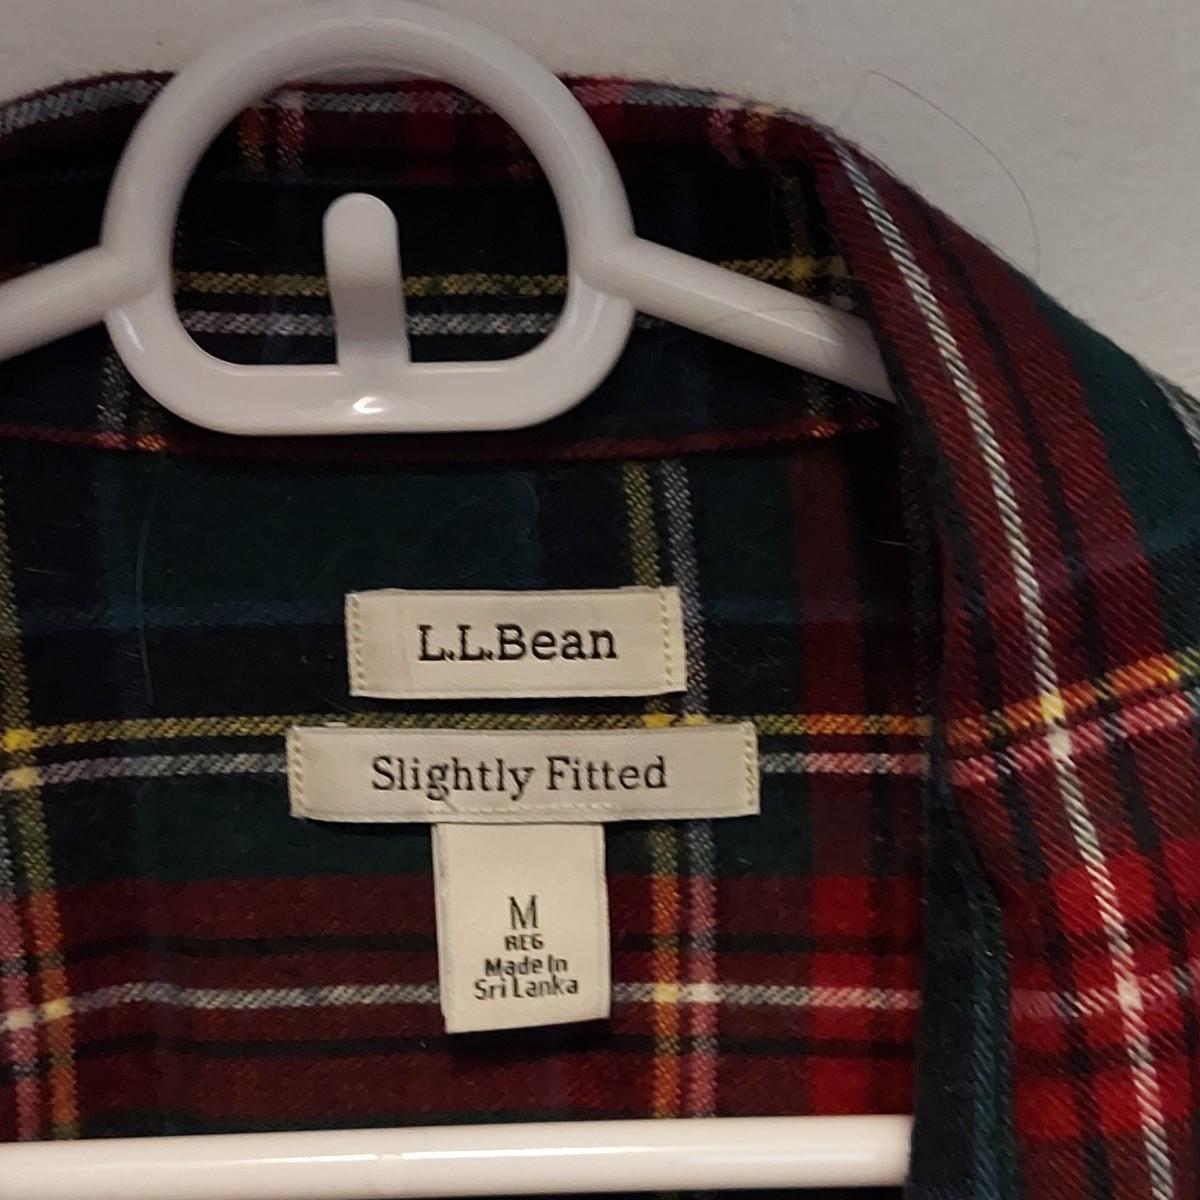 L.L.Bean
Slightly Fitted
M
REG
Made In
Sri Lanka